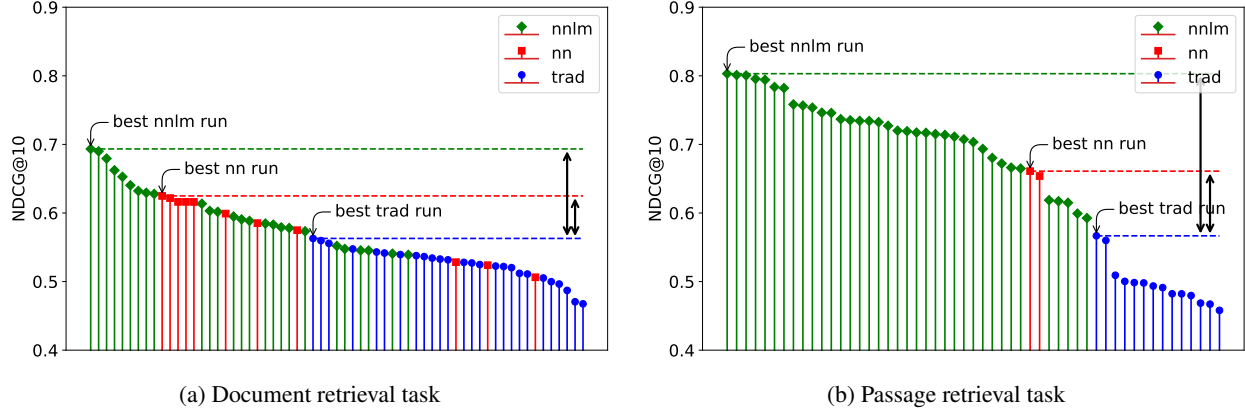 0.9
0.8
0.7
0.6
0.5
0.4
NDCG@10
best nnlm run
best nn run
best trad run
nnlm
nn
trad
(a) Document retrieval task
0.9
0.8
0.7
0.6
0.5
0.4
NDCG@10
best nnlm run
best nn run
best trad run
nnlm
nn
trad
(b) Passage retrieval task